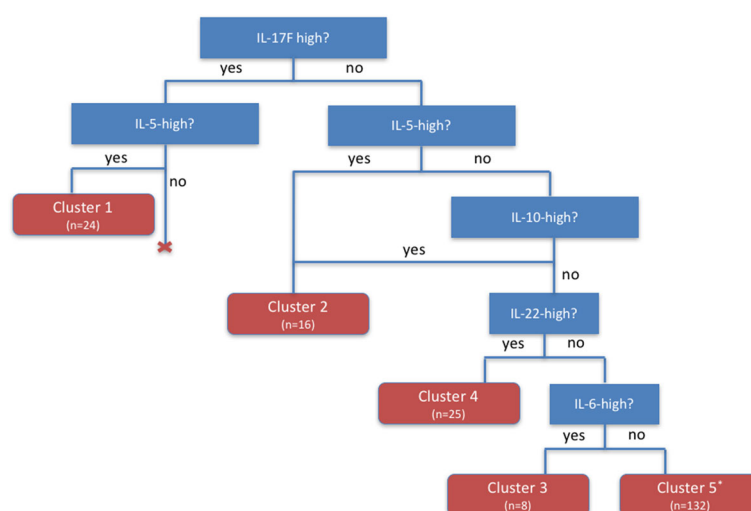 IL-17F high?
yes
no
IL-5-high?
IL-5-high?
yes
no
yes
no
Cluster 1
(n=24)
IL-10-high?
yes
no
Cluster 2
(n=16)
IL-22-high?
yes
no
Cluster 4
(n=25)
IL-6-high?
yes
no
Cluster 3
(n=8)
Cluster 5*
(n=132)